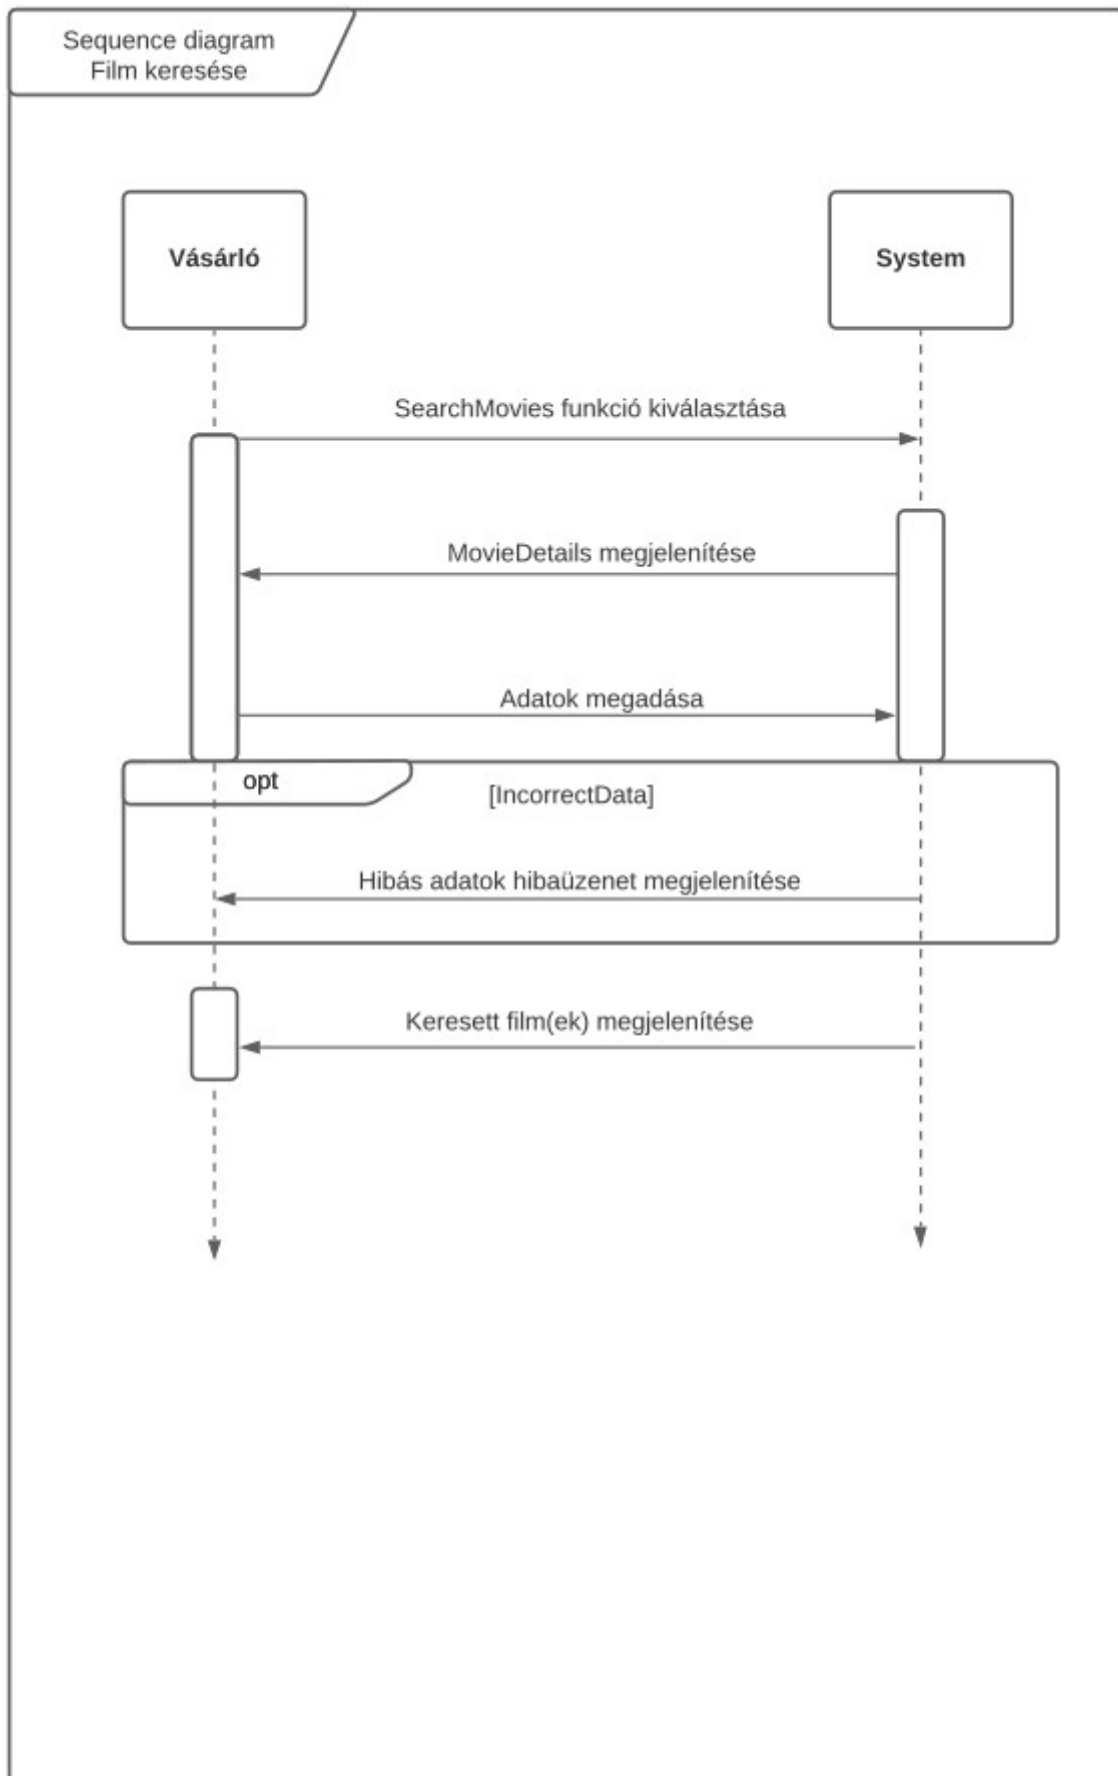 Sequence diagram
Film keresése
Vásárló
System
SearchMovies funkció kiválasztása
MovieDetails megjelenítése
Adatok megadása
opt
[IncorrectData]
Hibás adatok hibaüzenet megjelenítése
Keresett film(ek) megjelenítése